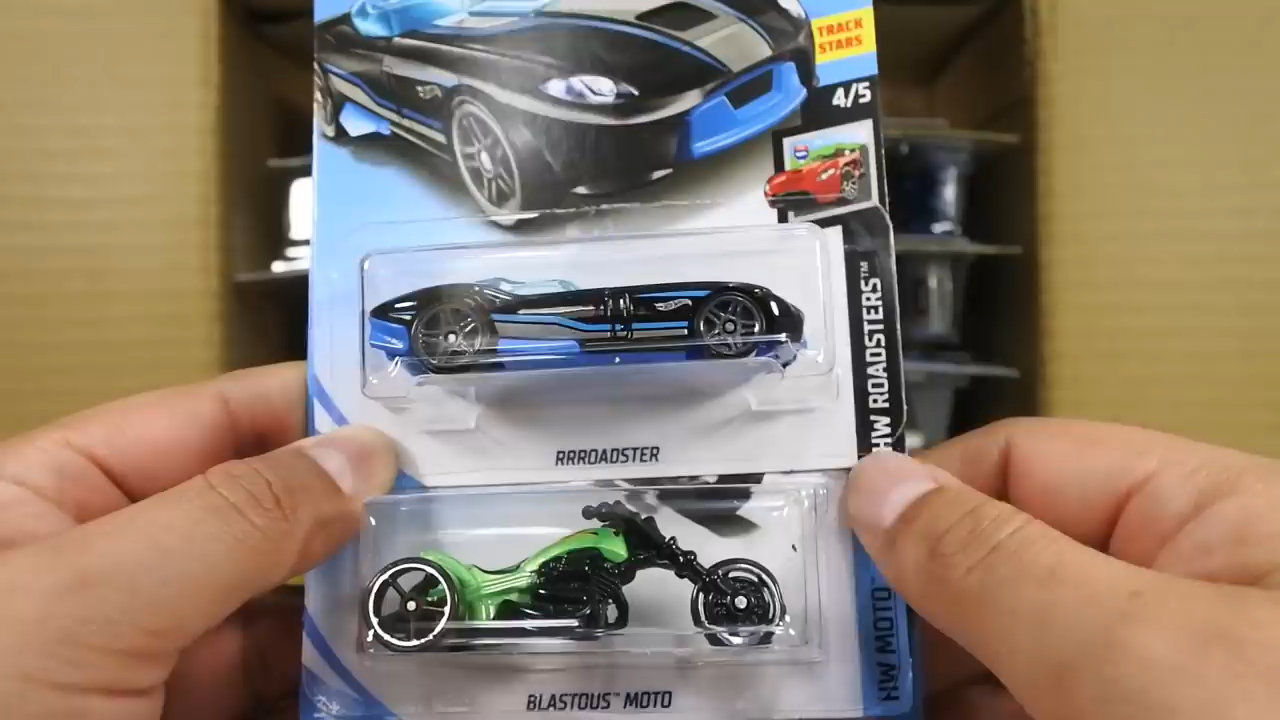 TRACK
STARS
4/5
HW ROADSTERS™
RRROADSTER
HW MOTO™
BLASTOUS™ MOTO